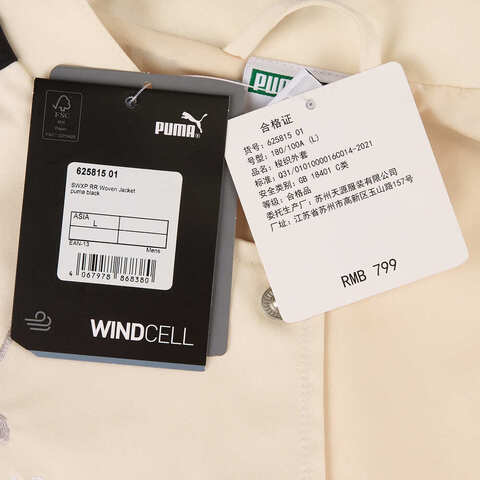 FSC
PUMA
625815 01
SWXP RR Woven Jacket
puma black
ASIA
L
EAN-13
Mens
4 067978 868380
WINDCELL
PUMA
合格证
货号: 625815 01
号型: 180/100A (L)
品名: 梭织外套
标准: Q31/0101000160C014-2021
安全类别: GB 18401 C类
等级: 合格品
委托生产厂: 苏州天源服装有限公司
厂址: 江苏省苏州市高新区玉山路157号
RMB 799